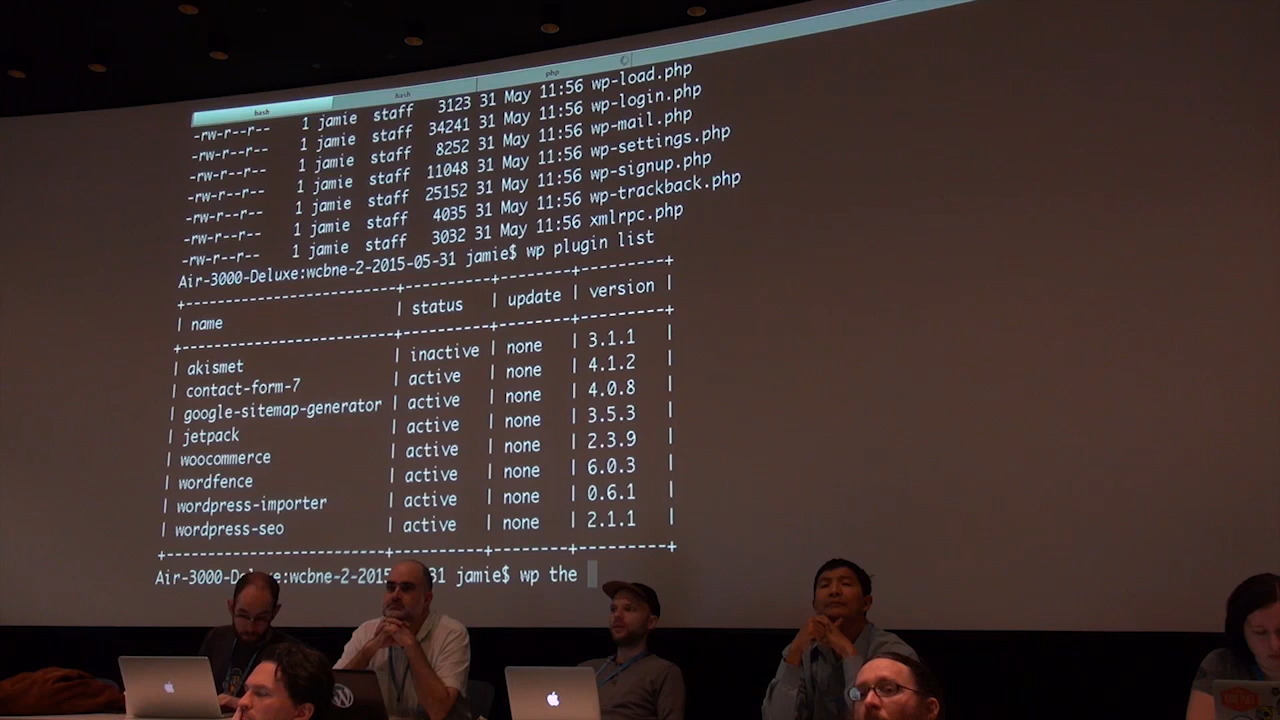 bash bash php
-rw-r--r-- 1 jamie staff 3123 31 May 11:56 wp-load.php
-rw-r--r-- 1 jamie staff 34241 31 May 11:56 wp-login.php
-rw-r--r-- 1 jamie staff 8252 31 May 11:56 wp-mail.php
-rw-r--r-- 1 jamie staff 11048 31 May 11:56 wp-settings.php
-rw-r--r-- 1 jamie staff 25152 31 May 11:56 wp-signup.php
-rw-r--r-- 1 jamie staff 4035 31 May 11:56 wp-trackback.php
-rw-r--r-- 1 jamie staff 3032 31 May 11:56 xmlrpc.php
Air-3000-Deluxe:wcbne-2-2015-05-31 jamie$ wp plugin list
+----------------------+----------+--------+---------+
| name | status | update | version |
+----------------------+----------+--------+---------+
| akismet | inactive | none | 3.1.1 |
| contact-form-7 | active | none | 4.1.2 |
| google-sitemap-generator | active | none | 4.0.8 |
| jetpack | active | none | 3.5.3 |
| woocommerce | active | none | 2.3.9 |
| wordfence | active | none | 6.0.3 |
| wordpress-importer | active | none | 0.6.1 |
| wordpress-seo | active | none | 2.1.1 |
+----------------------+----------+--------+---------+
Air-3000-De uxe:wcbne-2-2015 31 jamie$ wp the